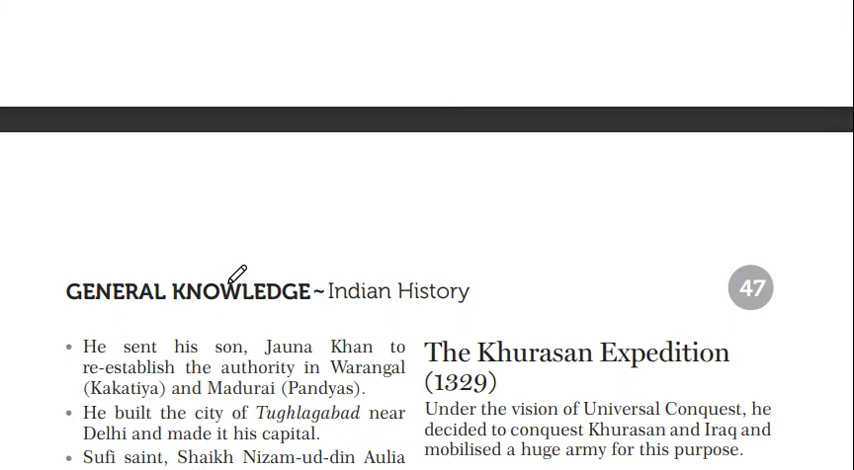 GENERAL KNOWLEDGE~Indian History
47
He sent his son, Jauna Khan to
re-establish the authority in Warangal
(Kakatiya) and Madurai (Pandyas).
He built the city of Tughlagabad near
Delhi and made it his capital.
Sufi saint, Shaikh Nizam-ud-din Aulia
The Khurasan Expedition
(1329)
Under the vision of Universal Conquest, he
decided to conquest Khurasan and Iraq and
mobilised a huge army for this purpose.